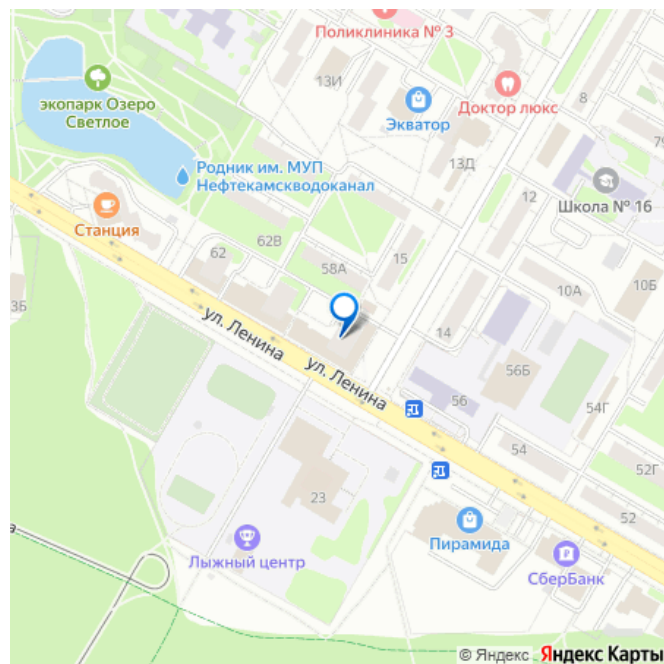 Поликлиника № 3
13И
экопарк Озеро
Светлое
Экватор
Доктор люкс
8
Родник им. МУП
Нефтекамскводоканал
13Д
Школа № 16
12
Станция
62
62В
58А
15
10А
10Б
3Б
ул. Ленина
ул. Ленина
14
56Б
56
54Г
54
52Г
23
52
Пирамида
Лыжный центр
СберБанк
© Яндекс Яндекс Карты